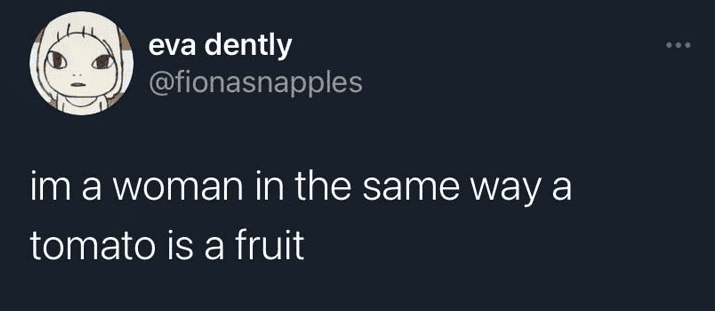 eva dently
@fionasnapples
im a woman in the same way a
tomato is a fruit